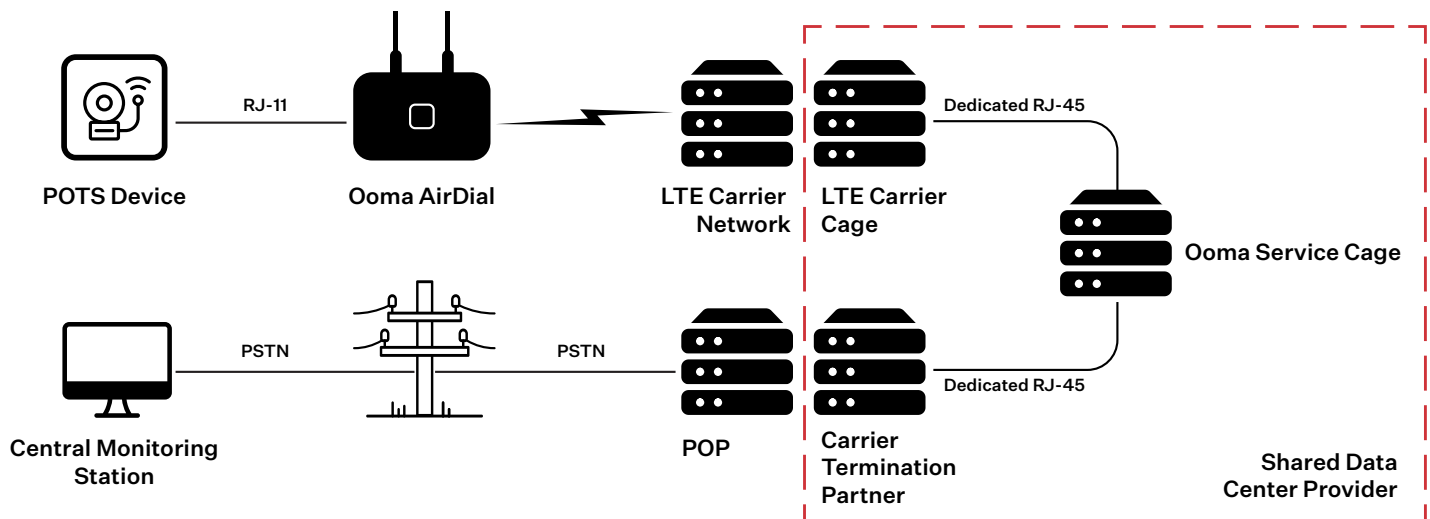 RJ-11
Dedicated RJ-45
POTS Device
Ooma AirDial
LTE Carrier
Network
LTE Carrier
Cage
Ooma Service Cage
PSTN
PSTN
Dedicated RJ-45
Central Monitoring
Station
POP
Carrier
Termination
Partner
Shared Data
Center Provider